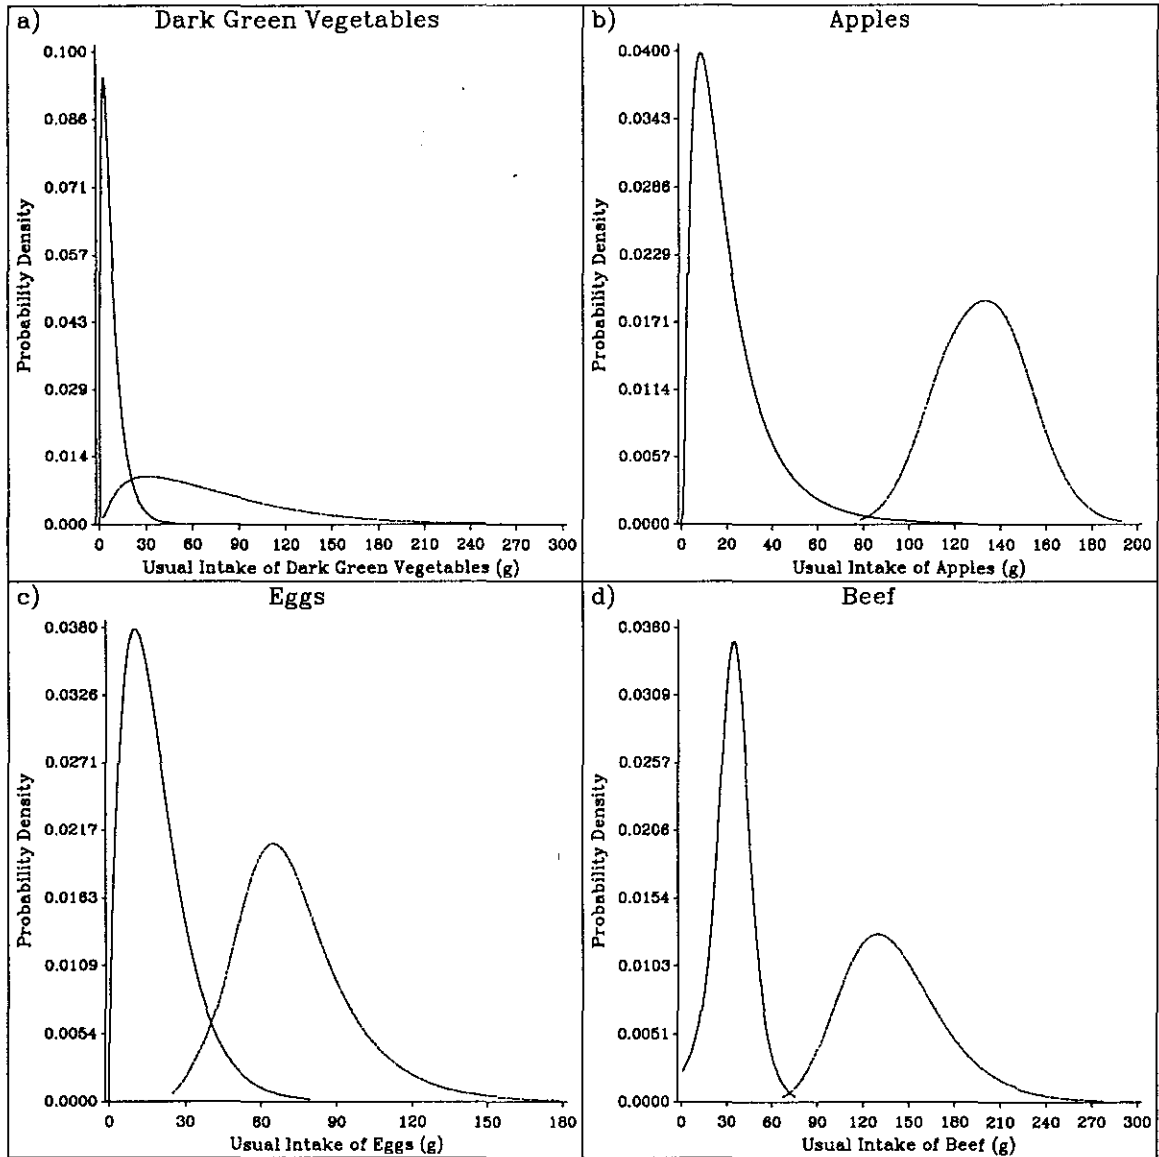 a) Dark Green Vegetables
0.100
0.086
0.071
0.057
0.043
0.029
0.014
0.000
Probability Density
0 30 60 90 120 150 180 210 240 270 300
Usual Intake of Dark Green Vegetables (g)
b) Apples
0.0400
0.0343
0.0286
0.0229
0.0171
0.0114
0.0057
0.0000
Probability Density
0 20 40 60 80 100 120 140 160 180 200
Usual Intake of Apples (g)
c) Eggs
0.0380
0.0326
0.0271
0.0217
0.0163
0.0109
0.0054
0.0000
Probability Density
0 30 60 90 120 150 180
Usual Intake of Eggs (g)
d) Beef
0.0380
0.0309
0.0257
0.0206
0.0154
0.0103
0.0051
0.0000
Probability Density
0 30 60 90 120 150 180 210 240 270 300
Usual Intake of Beef (g)